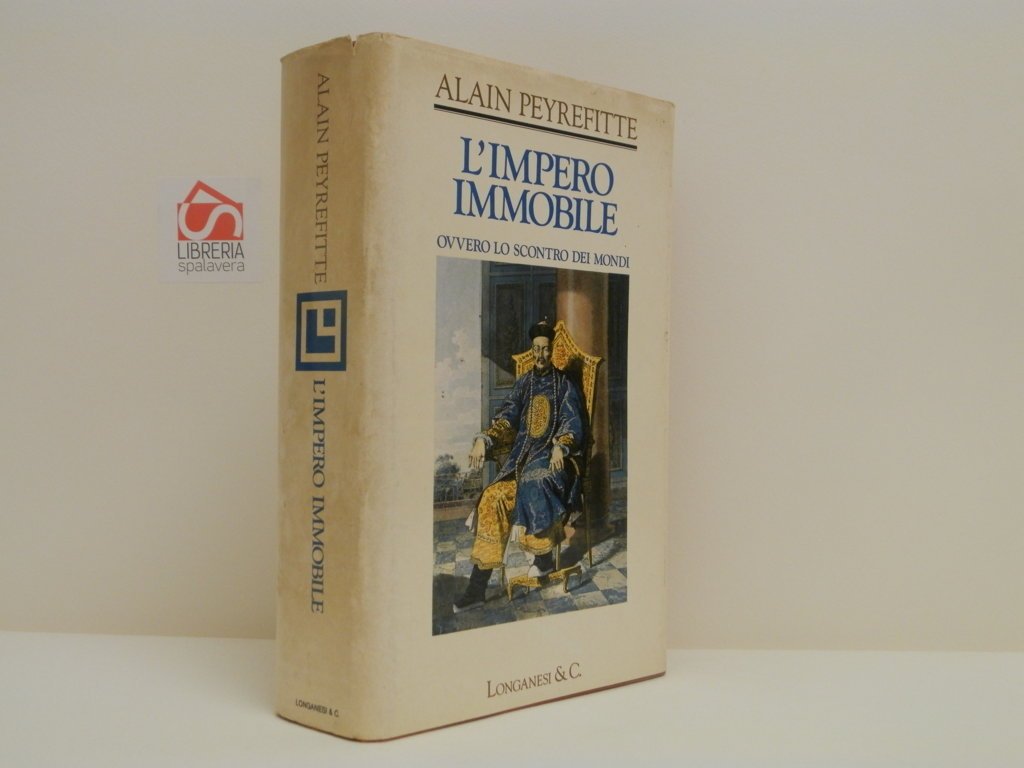 ALAIN PEYREFITTE
L'IMPERO
IMMOBILE
OVVERO LO SCONTRO DEI MONDI
LONGANESI & C.
ALAIN PEYREFITTE
L'IMPERO IMMOBILE
LONGANESI & C.
LIBRERIA
spalavera